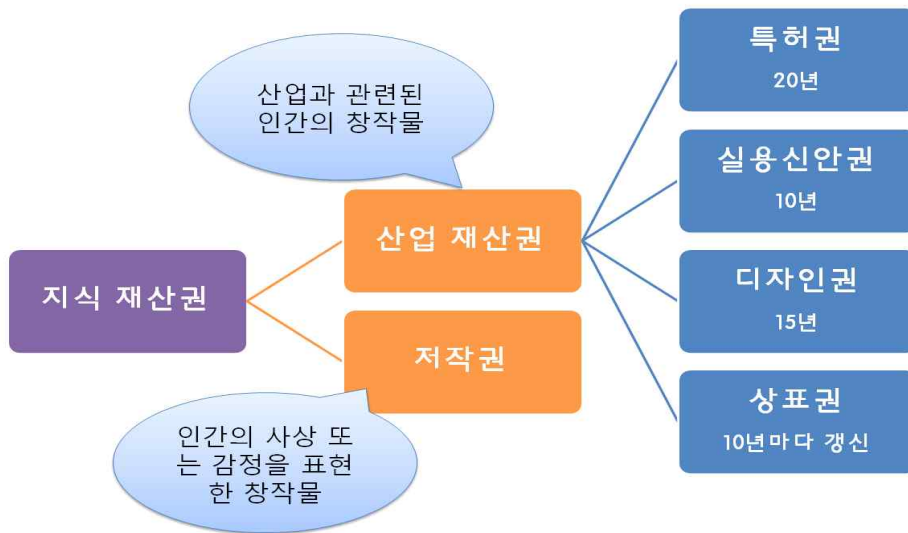 특허권
20년
산업과 관련된
인간의 창작물
실용신안권
10년
산업 재산권
지식 재산권
디자인권
15년
저작권
상표권
10년마다 갱신
인간의 사상 또
는 감정을 표현
한 창작물